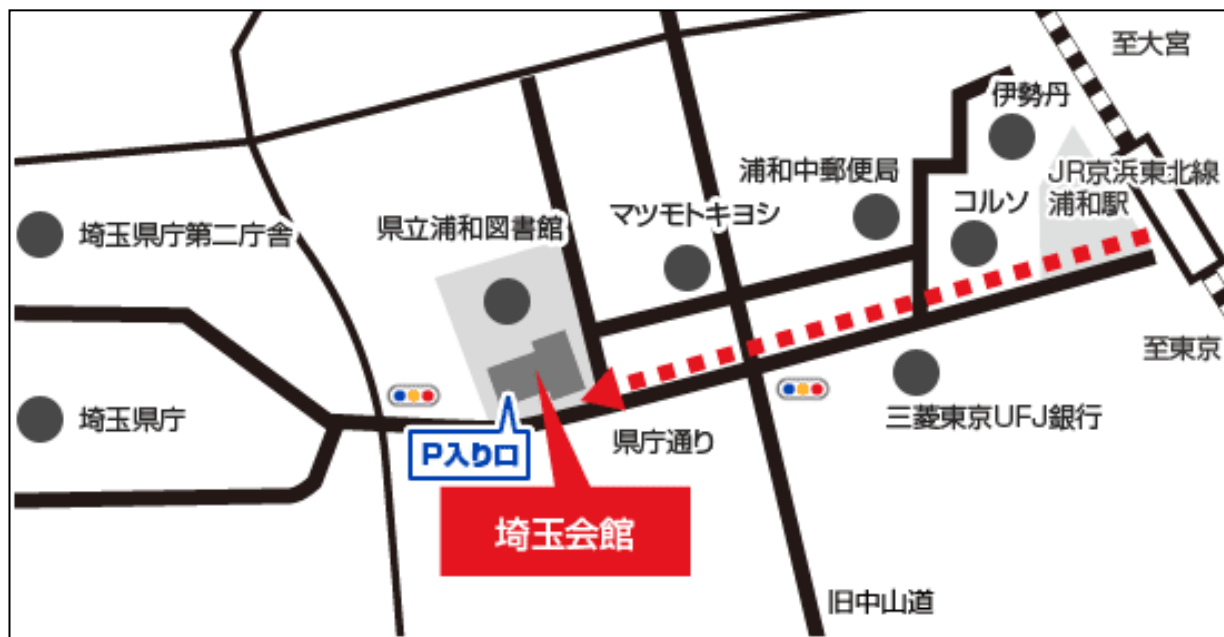 至大宮
伊勢丹
浦和中郵便局
JR京浜東北線
浦和駅
コルソ
マツモトキヨシ
県立浦和図書館
埼玉県庁第二庁舎
至東京
埼玉県庁
三菱東京UFJ銀行
県庁通り
P入り口
埼玉会館
旧中山道